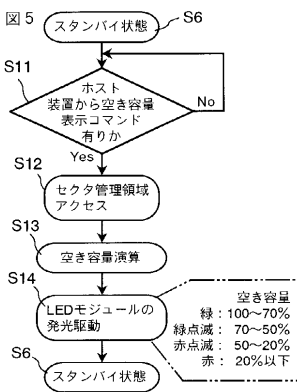 図5
スタンバイ状態
S6
S11
ホスト
装置から空き容量
表示コマンド
有りか
No
Yes
S12
セクタ管理領域
アクセス
S13
空き容量演算
S14
LEDモジュールの
発光駆動
空き容量
緑：100～70%
緑点滅：70～50%
赤点滅：50～20%
赤：20%以下
S6
スタンバイ状態